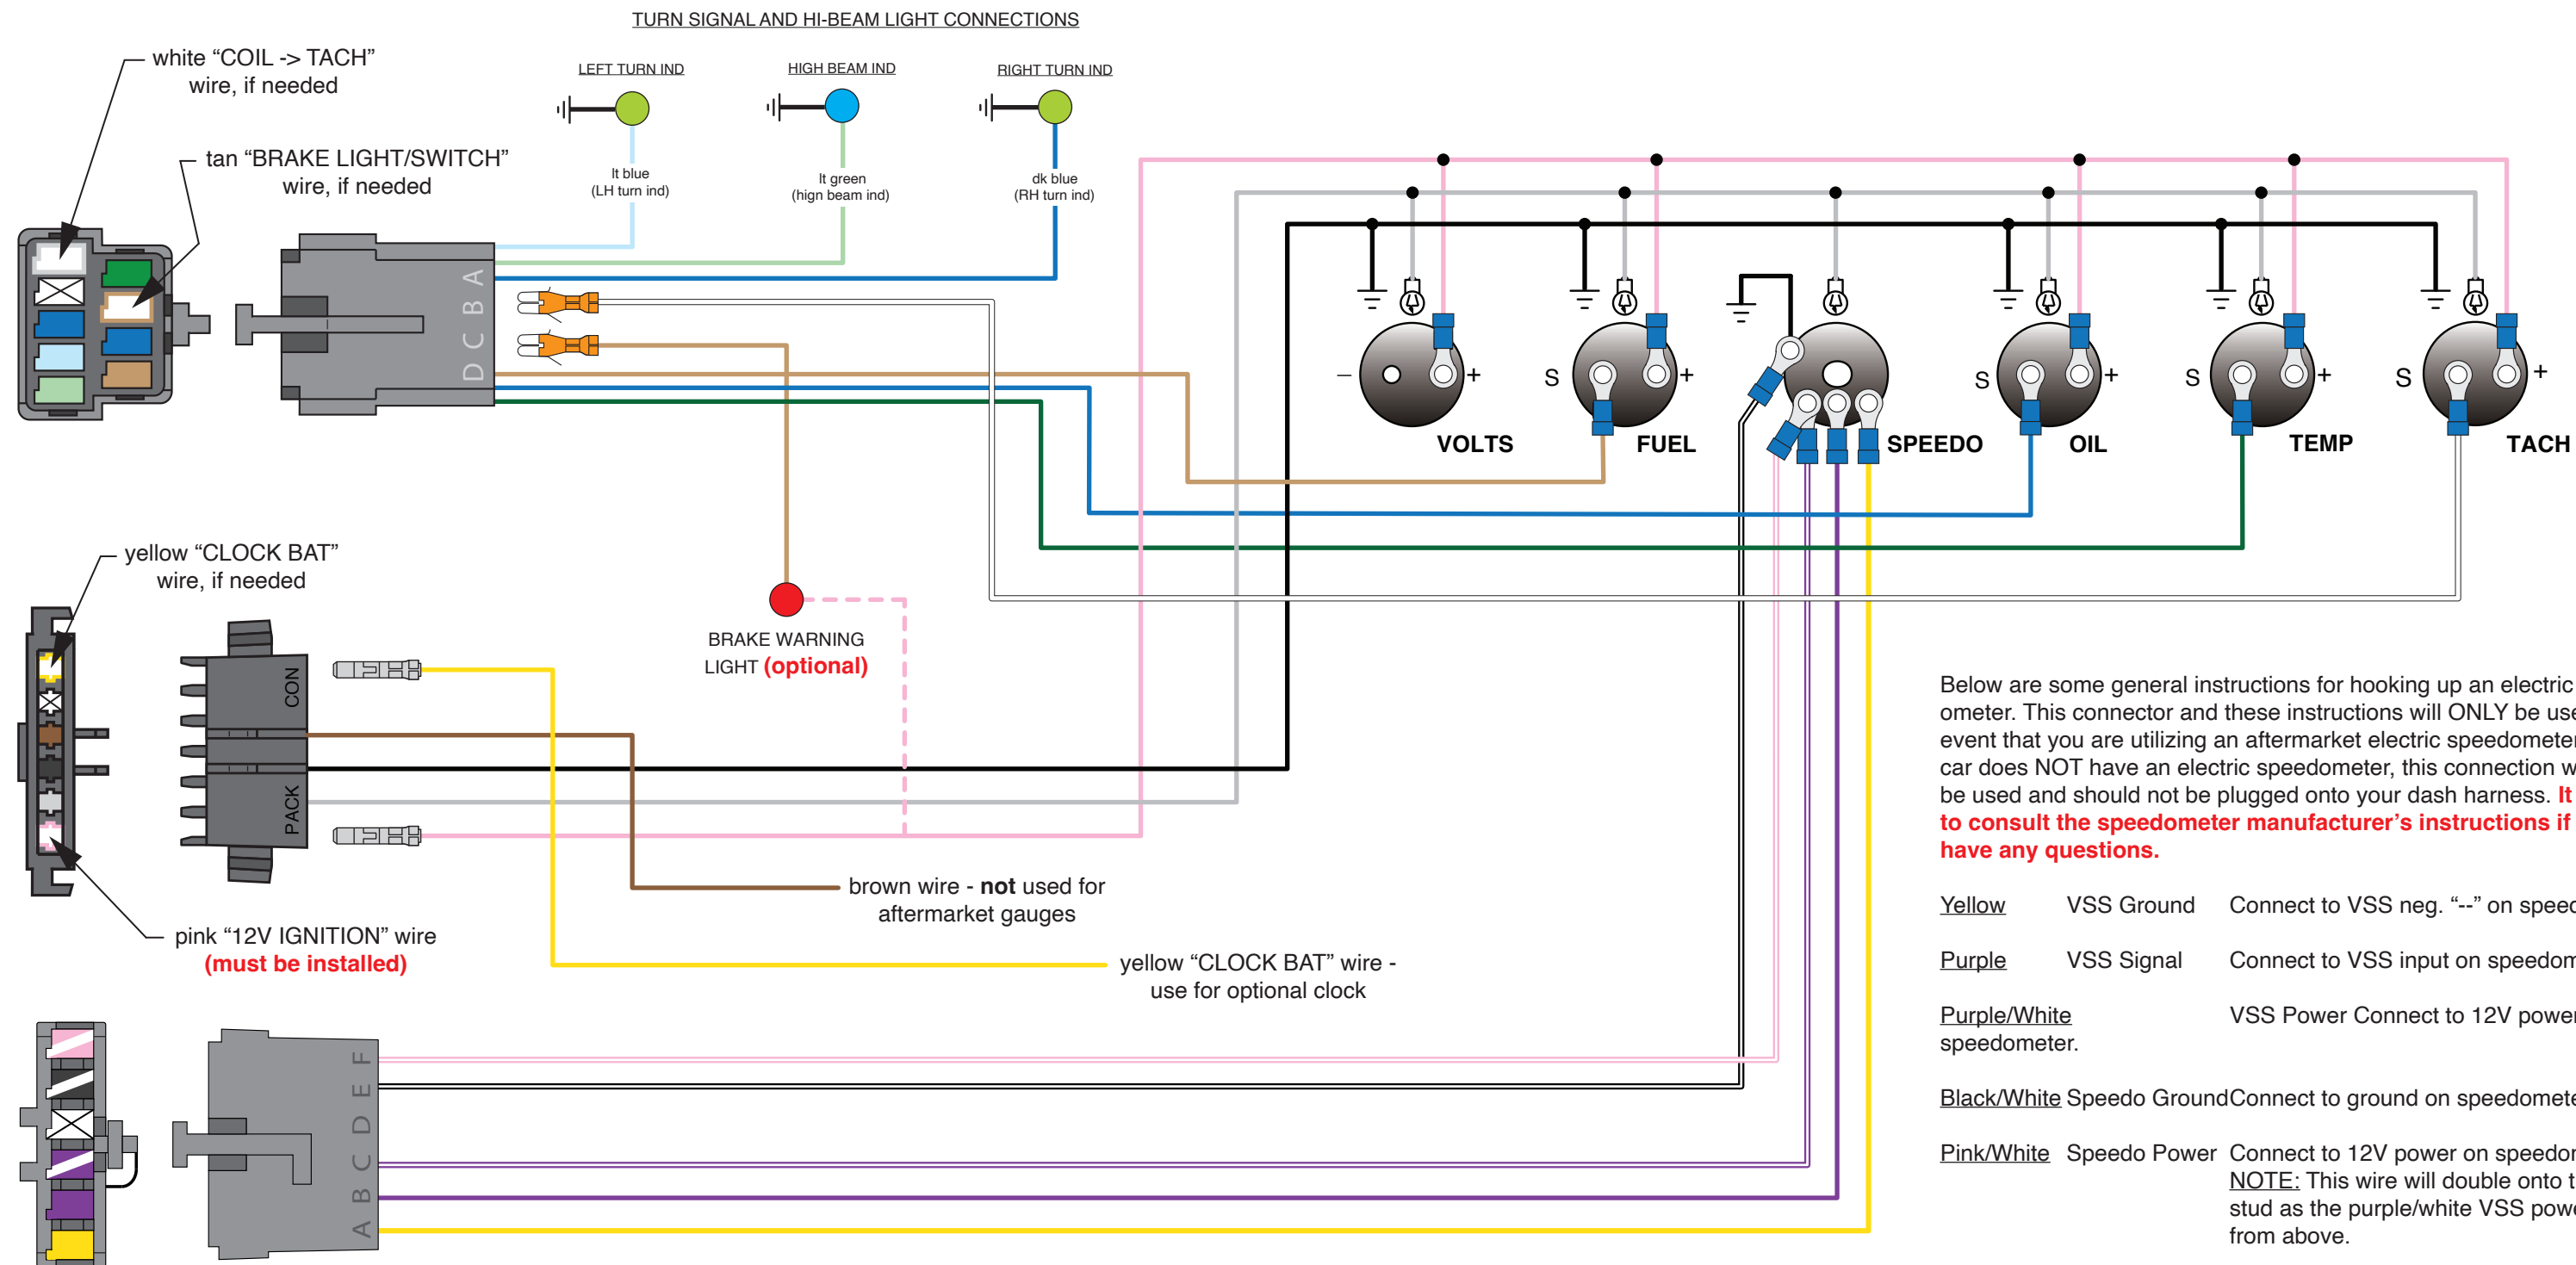 TURN SIGNAL AND HI-BEAM LIGHT CONNECTIONS
white “COIL -> TACH”
wire, if needed
LEFT TURN IND
HIGH BEAM IND
RIGHT TURN IND
tan “BRAKE LIGHT/SWITCH”
wire, if needed
lt blue
(LH turn ind)
lt green
(hign beam ind)
dk blue
(RH turn ind)
D C B A
–
+
S
+
S
+
S
+
S
+
VOLTS
FUEL
SPEEDO
OIL
TEMP
TACH
yellow “CLOCK BAT”
wire, if needed
BRAKE WARNING
LIGHT (optional)
CON
PACK
pink “12V IGNITION” wire
(must be installed)
brown wire - not used for
aftermarket gauges
yellow “CLOCK BAT” wire -
use for optional clock
A B C D E F
Below are some general instructions for hooking up an electric
ometer. This connector and these instructions will ONLY be use
event that you are utilizing an aftermarket electric speedometer
car does NOT have an electric speedometer, this connection w
be used and should not be plugged onto your dash harness. It
to consult the speedometer manufacturer’s instructions if
have any questions.
Yellow VSS Ground Connect to VSS neg. “--” on speed
Purple VSS Signal Connect to VSS input on speedom
Purple/White VSS Power Connect to 12V power
speedometer.
Black/White Speedo Ground Connect to ground on speedomete
Pink/White Speedo Power Connect to 12V power on speedom
NOTE: This wire will double onto t
stud as the purple/white VSS powe
from above.